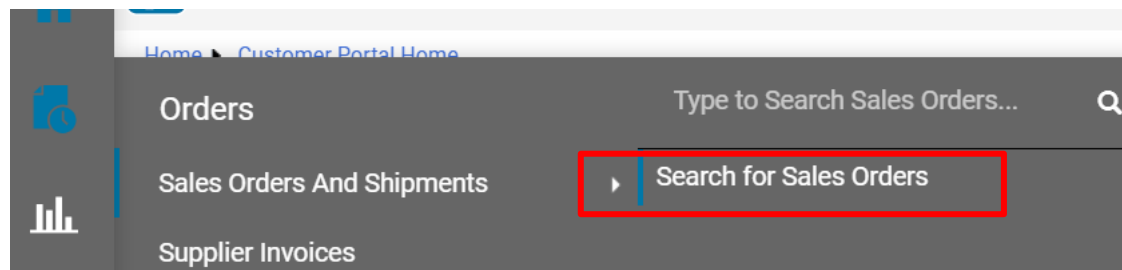 Home ▸ Customer Portal Home
Orders
Type to Search Sales Orders...
Sales Orders And Shipments
Search for Sales Orders
Supplier Invoices